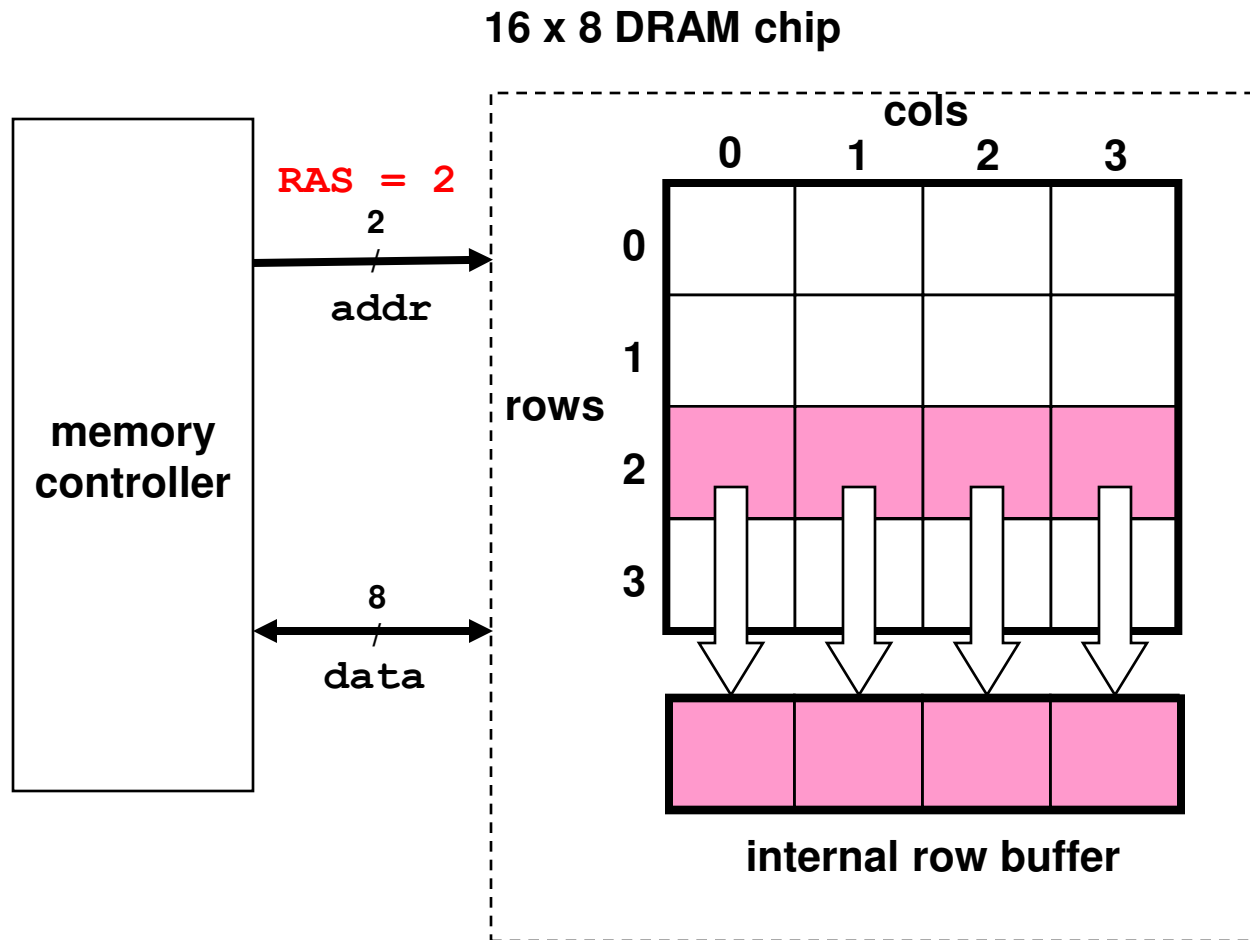 16 x 8 DRAM chip
cols
0 1 2 3
RAS = 2
2
addr
rows
0
1
2
3
memory
controller
8
data
internal row buffer